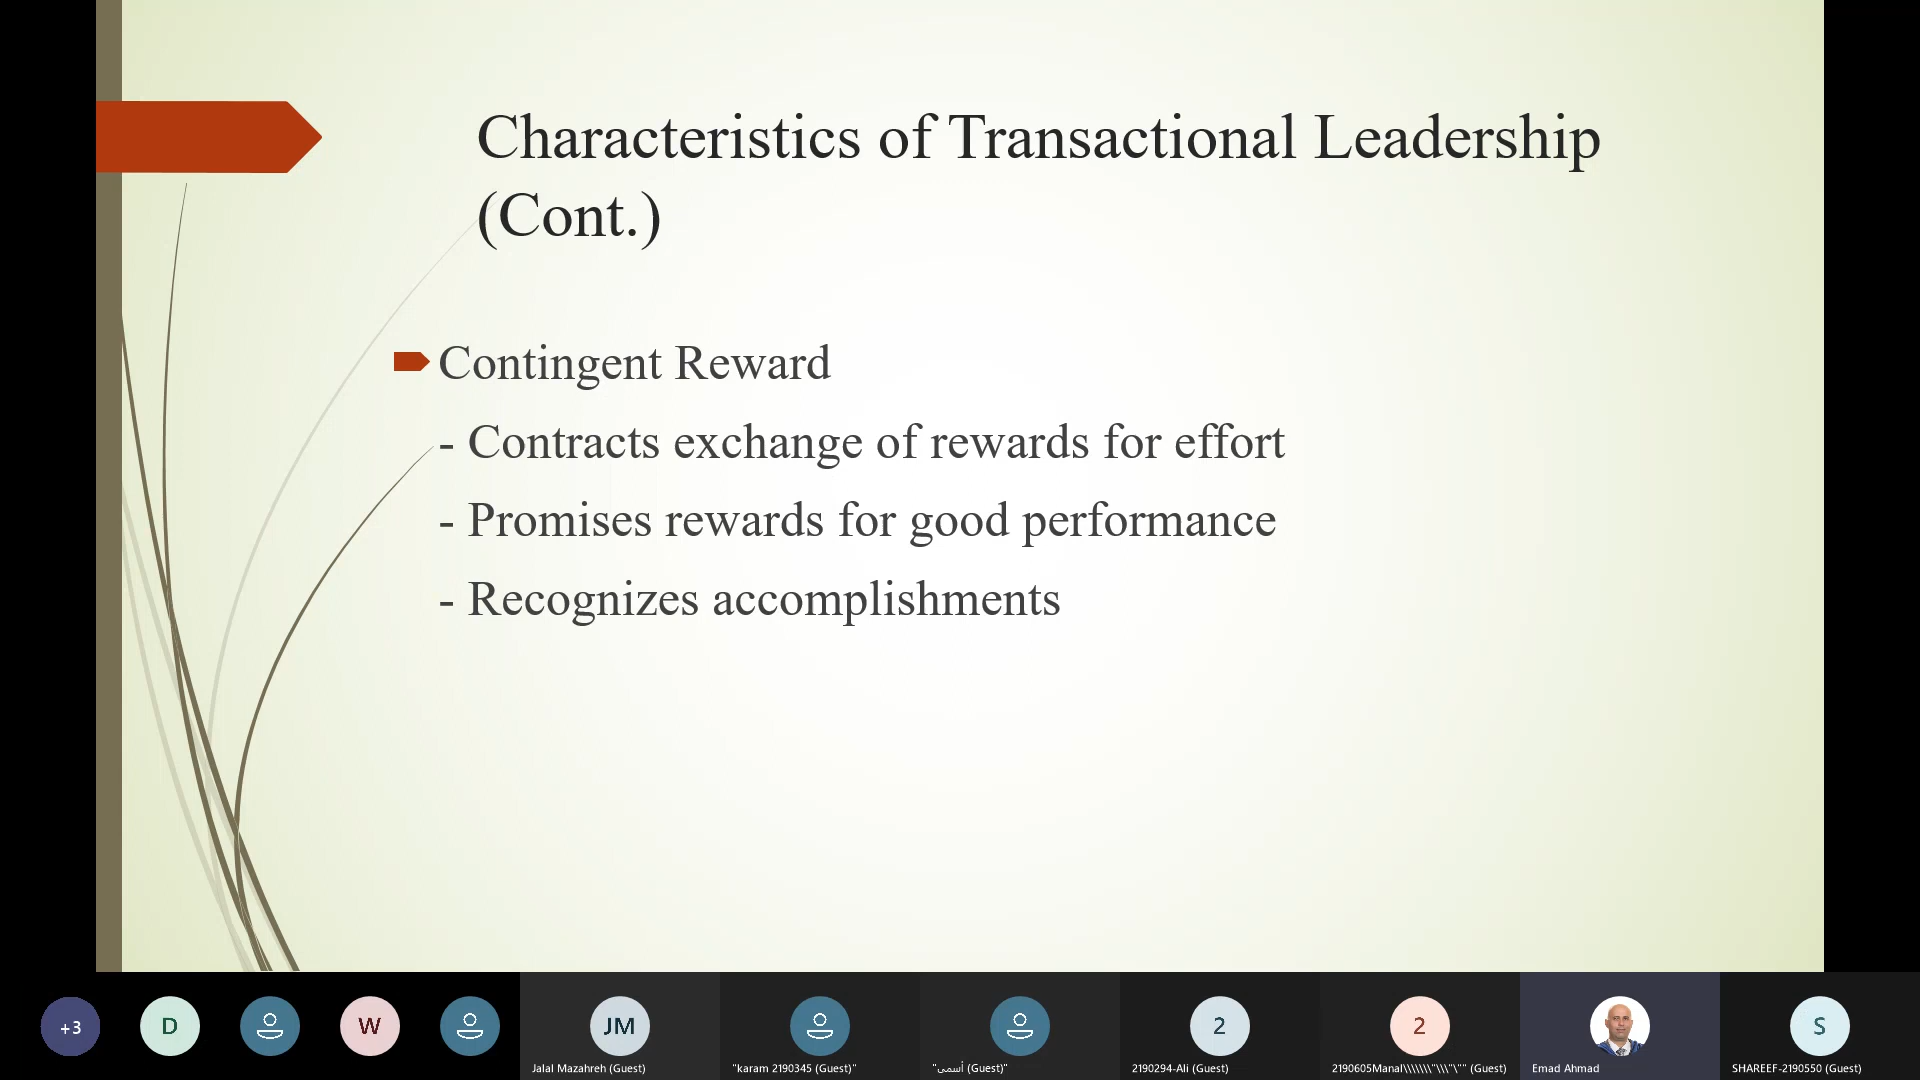 Characteristics of Transactional Leadership
(Cont.)
Contingent Reward
- Contracts exchange of rewards for effort
- Promises rewards for good performance
- Recognizes accomplishments
+3
D
W
JM
2
2
S
Jalal Mazahreh (Guest)
"karam 2190345 (Guest)"
"أسمى (Guest)"
2190294-Ali (Guest)
2190605Manal\\\\\\\"\\\"\"" (Guest)
Emad Ahmad
SHAREEF-2190550 (Guest)